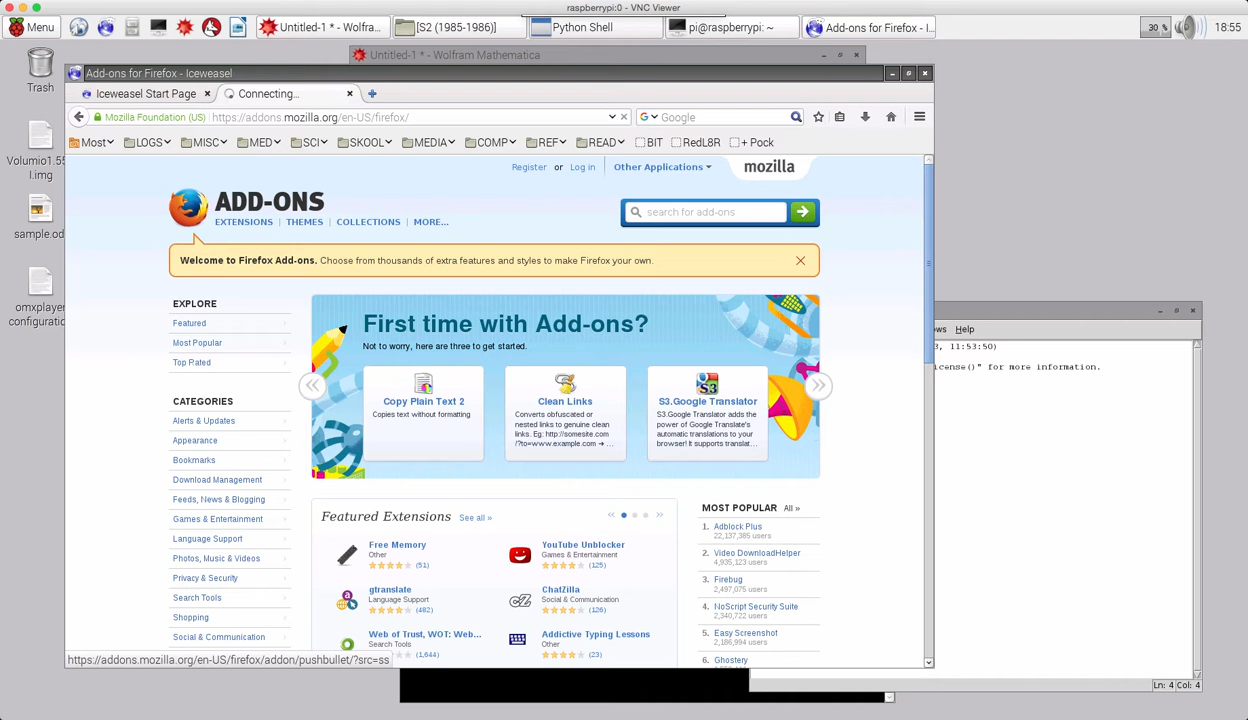 raspberrypi:0 - VNC Viewer
Menu
Untitled-1 * - Wolfra...
[S2 (1985-1986)]
Python Shell
pi@raspberrypi: ~
Add-ons for Firefox - I...
30 %
18:55
Trash
Volumio1.55
l.img
sample.od
omxplayer
configuratio
Untitled-1 * - Wolfram Mathematica
Add-ons for Firefox - Iceweasel
Iceweasel Start Page
Connecting...
Mozilla Foundation (US)
https://addons.mozilla.org/en-US/firefox/
Google
Most
LOGS
MISC
MED
SCI
SKOOL
MEDIA
COMP
REF
READ
BIT
RedL8R
+ Pock
Register or Log in
Other Applications
mozilla
ADD-ONS
EXTENSIONS | THEMES | COLLECTIONS | MORE...
search for add-ons
Welcome to Firefox Add-ons. Choose from thousands of extra features and styles to make Firefox your own.
EXPLORE
Featured
Most Popular
Top Rated
CATEGORIES
Alerts & Updates
Appearance
Bookmarks
Download Management
Feeds, News & Blogging
Games & Entertainment
Language Support
Photos, Music & Videos
Privacy & Security
Search Tools
Shopping
Social & Communication
First time with Add-ons?
Not to worry, here are three to get started.
Copy Plain Text 2
Copies text without formatting
Clean Links
Converts obfuscated or
nested links to genuine clean
links. Eg: http://somesite.com
/?to=www.example.com → ...
S3.Google Translator
S3.Google Translator adds the
power of Google Translate's
automatic translations to your
browser! It supports translat...
Featured Extensions See all »
Free Memory
Other
(51)
YouTube Unblocker
Games & Entertainment
(125)
gtranslate
Language Support
(482)
ChatZilla
Social & Communication
(126)
Web of Trust, WOT: Web...
Search Tools
(1,644)
Addictive Typing Lessons
Other
(23)
MOST POPULAR All »
1. Adblock Plus
22,137,385 users
2. Video DownloadHelper
4,935,123 users
3. Firebug
2,497,075 users
4. NoScript Security Suite
2,340,722 users
5. Easy Screenshot
2,186,994 users
6. Ghostery
https://addons.mozilla.org/en-US/firefox/addon/pushbullet/?src=ss
ows Help
3, 11:53:50)
icense()" for more information.
Ln: 4 Col: 4